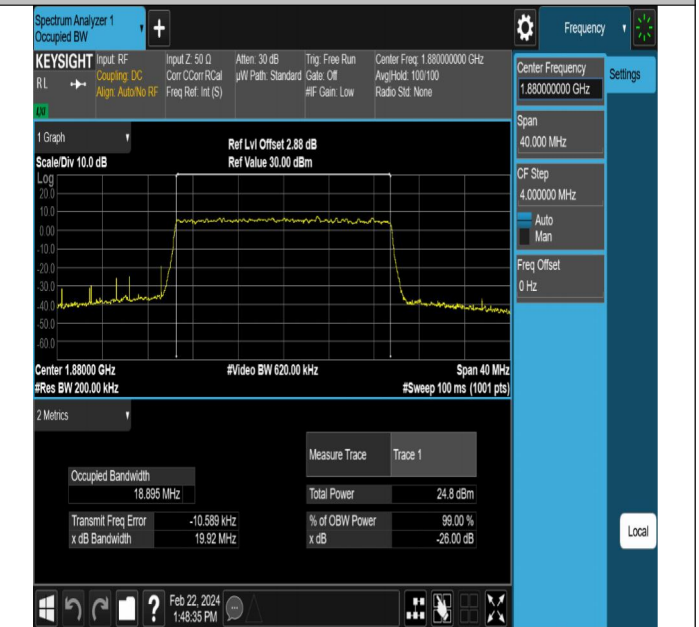 Spectrum Analyzer 1
Occupied BW
+
Frequency
KEYSIGHT
RL
Input: RF
Coupling: DC
Align: Auto/No RF
Input Z: 50 Ω
Corr CCorr RCal
Freq Ref: Int (S)
Atten: 30 dB
µW Path: Standard
Trig: Free Run
Gate: Off
#IF Gain: Low
Center Freq: 1.880000000 GHz
Avg|Hold: 100/100
Radio Std: None
Center Frequency
1.880000000 GHz
Settings
Span
40.000 MHz
CF Step
4.000000 MHz
Auto
Man
Freq Offset
0 Hz
1 Graph
Scale/Div 10.0 dB
Ref Lvl Offset 2.88 dB
Ref Value 30.00 dBm
Log
20.0
10.0
0.00
-10.0
-20.0
-30.0
-40.0
-50.0
-60.0
Center 1.88000 GHz
#Video BW 620.00 kHz
Span 40 MHz
#Res BW 200.00 kHz
#Sweep 100 ms (1001 pts)
2 Metrics
Measure Trace
Trace 1
Occupied Bandwidth
18.895 MHz
Total Power
24.8 dBm
Transmit Freq Error
-10.589 kHz
% of OBW Power
99.00 %
x dB Bandwidth
19.92 MHz
x dB
-26.00 dB
Local
?
Feb 22, 2024
1:48:35 PM